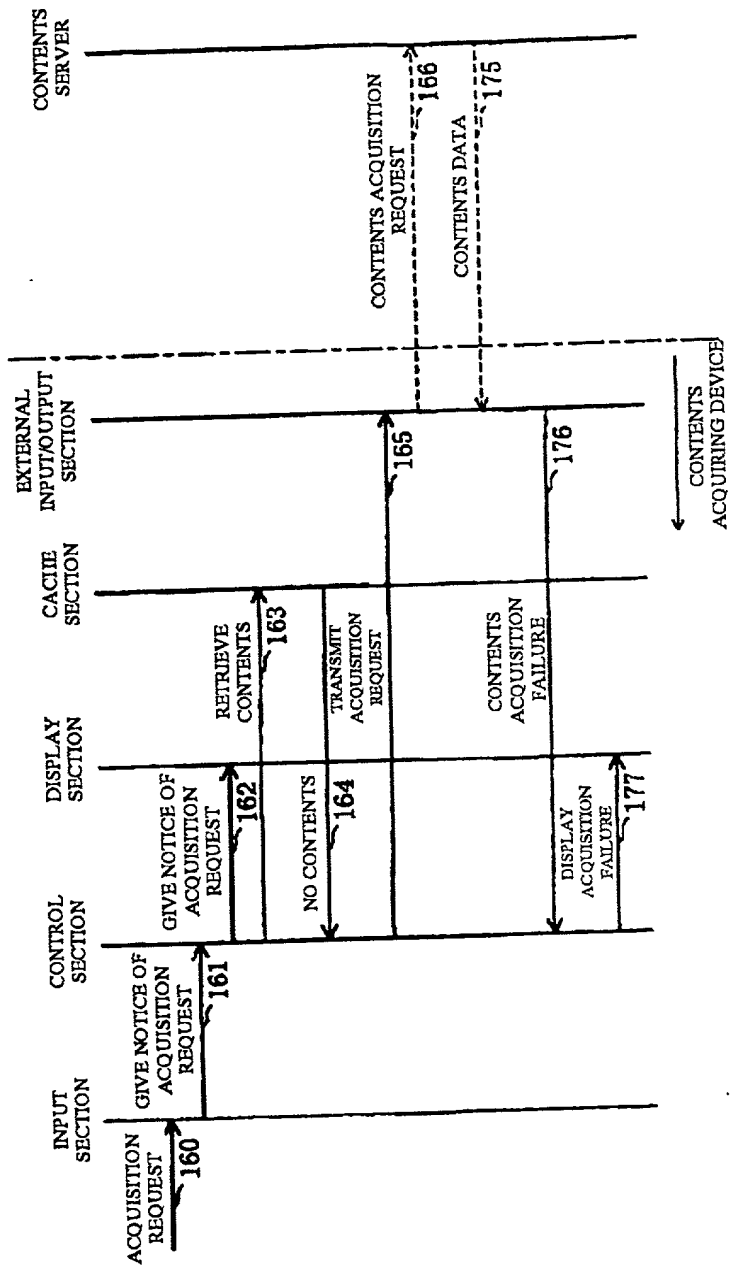 INPUT
SECTION
CONTROL
SECTION
DISPLAY
SECTION
CACHE
SECTION
EXTERNAL
INPUT/OUTPUT
SECTION
CONTENTS
SERVER
ACQUISITION
REQUEST
160
GIVE NOTICE OF
ACQUISITION
REQUEST
161
GIVE NOTICE OF
ACQUISITION
REQUEST
162
RETRIEVE
CONTENTS
163
NO CONTENTS
164
TRANSMIT
ACQUISITION
REQUEST
165
CONTENTS ACQUISITION
REQUEST
166
CONTENTS DATA
175
CONTENTS
ACQUISITION
FAILURE
176
DISPLAY
ACQUISITION
FAILURE
177
CONTENTS
ACQUIRING DEVICE